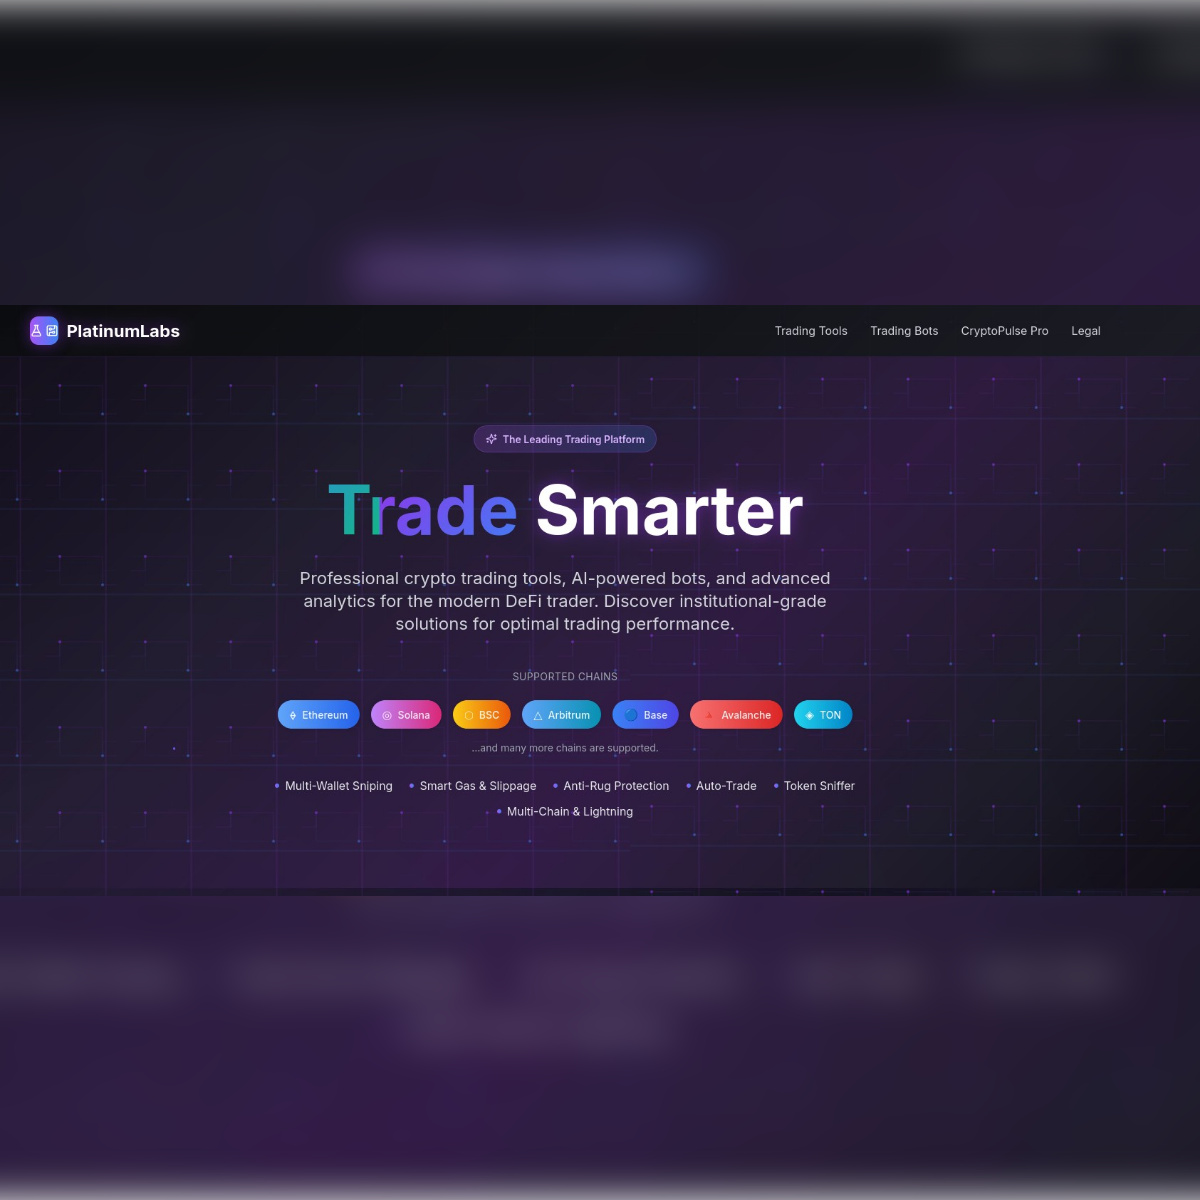 PlatinumLabs
Trading Tools Trading Bots CryptoPulse Pro Legal
The Leading Trading Platform
Trade Smarter
Professional crypto trading tools, AI-powered bots, and advanced
analytics for the modern DeFi trader. Discover institutional-grade
solutions for optimal trading performance.
SUPPORTED CHAINS
Ethereum Solana BSC Arbitrum Base Avalanche TON
...and many more chains are supported.
• Multi-Wallet Sniping • Smart Gas & Slippage • Anti-Rug Protection • Auto-Trade • Token Sniffer
• Multi-Chain & Lightning